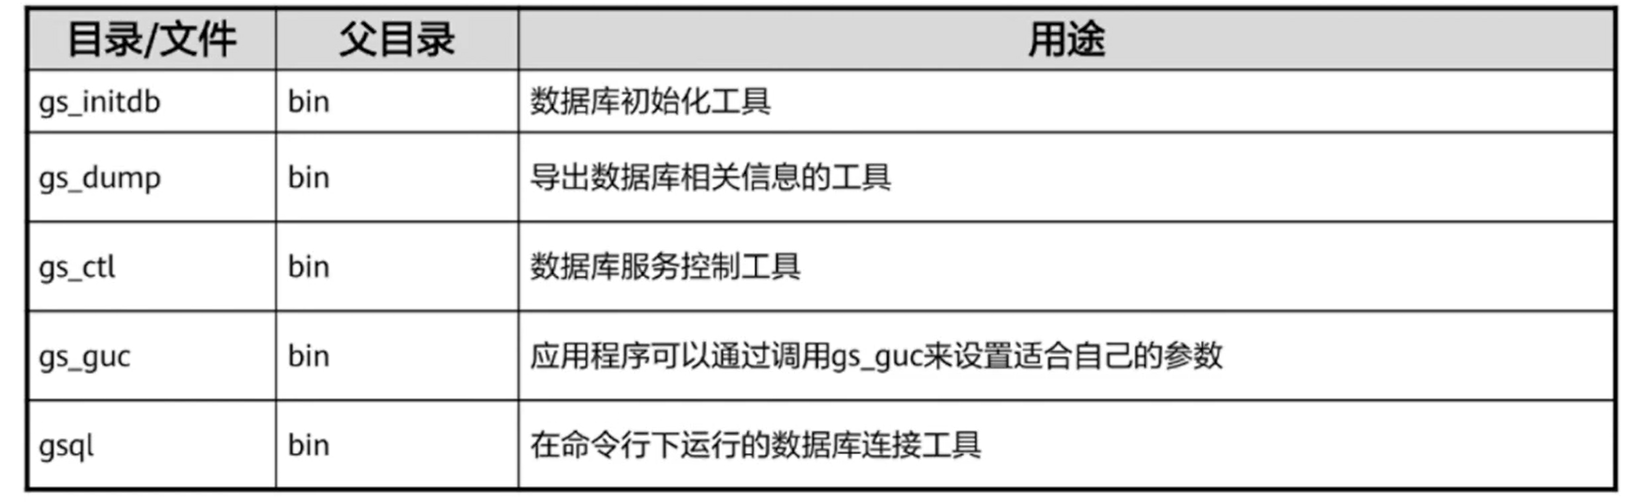 目录/文件 父目录 用途
gs_initdb bin 数据库初始化工具
gs_dump bin 导出数据库相关信息的工具
gs_ctl bin 数据库服务控制工具
gs_guc bin 应用程序可以通过调用gs_guc来设置适合自己的参数
gsql bin 在命令行下运行的数据库连接工具